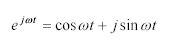 e^{jωt} = cos ωt + j sin ωt